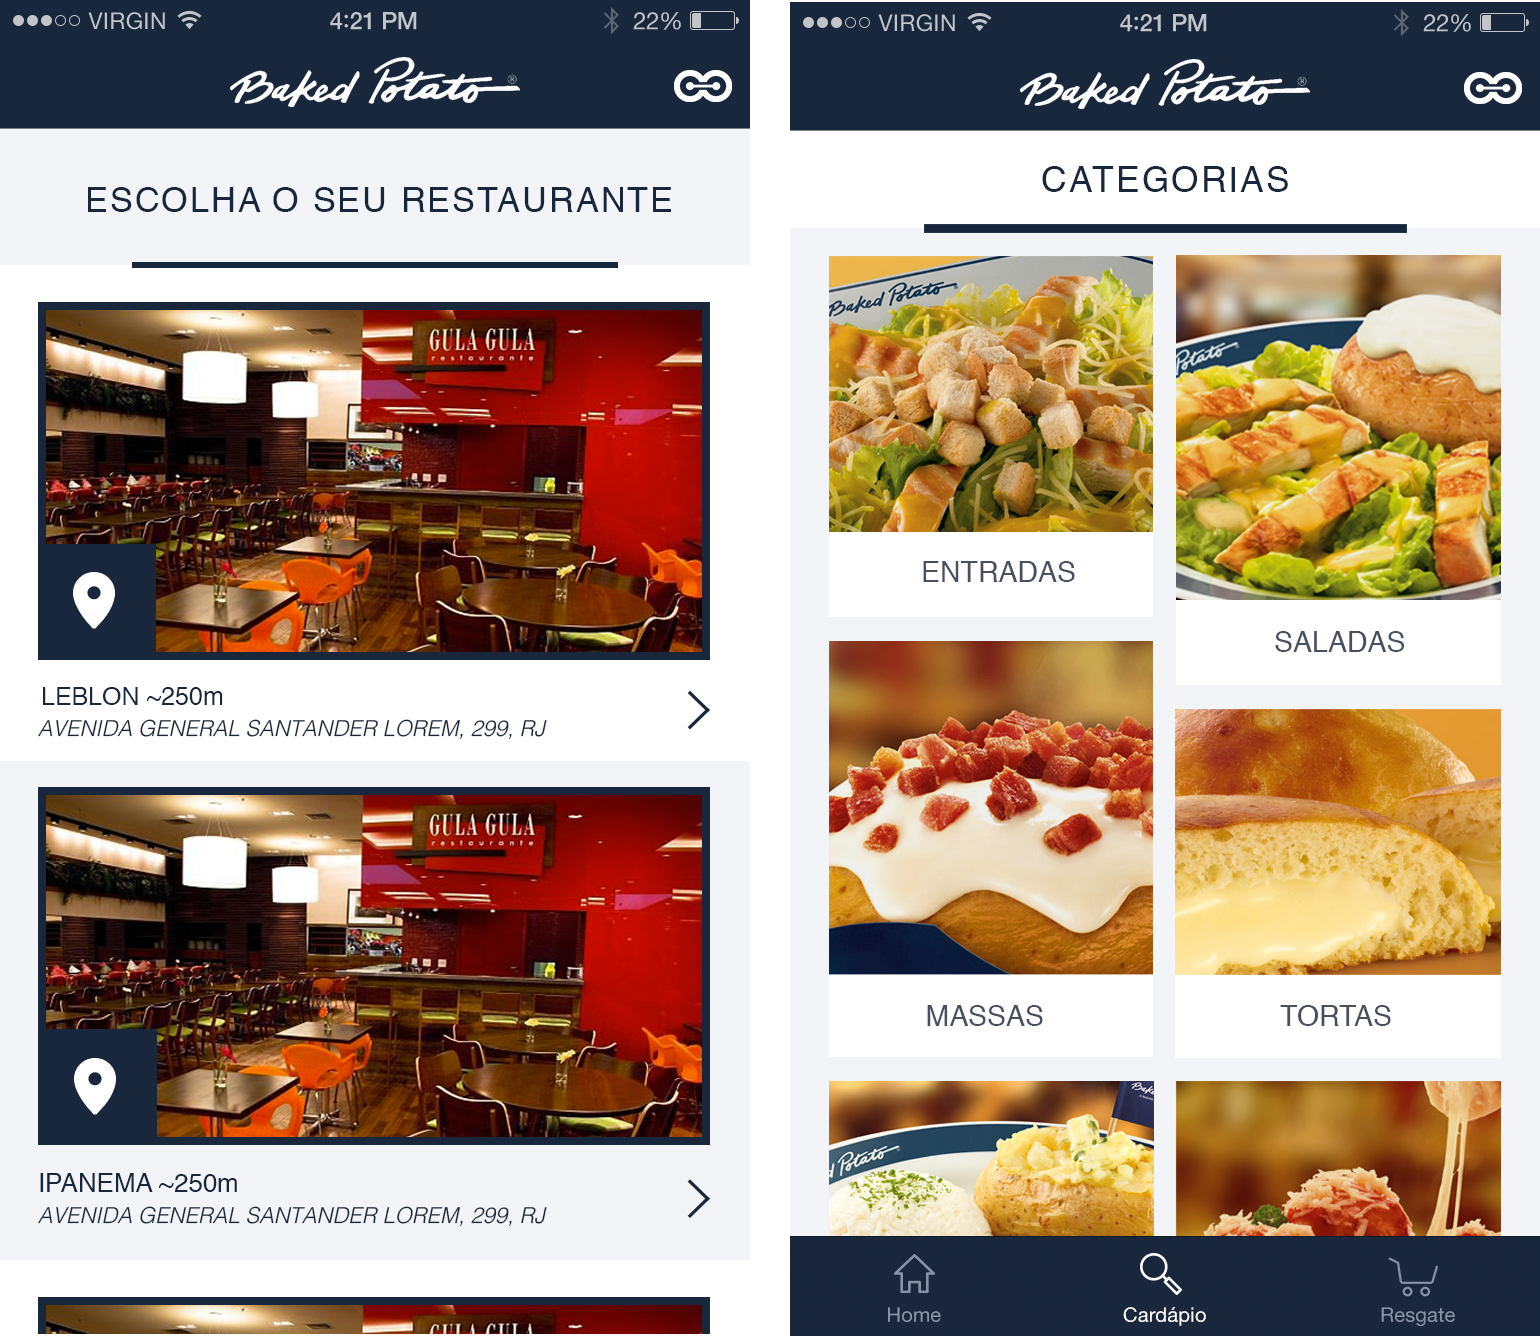 VIRGIN
4:21 PM
22%
Baked Potato®
ESCOLHA O SEU RESTAURANTE
GULA GULA
restaurante
LEBLON ~250m
AVENIDA GENERAL SANTANDER LOREM, 299, RJ
GULA GULA
restaurante
IPANEMA ~250m
AVENIDA GENERAL SANTANDER LOREM, 299, RJ
GULA GULA
VIRGIN
4:21 PM
22%
Baked Potato®
CATEGORIAS
Baked Potato
Potato
ENTRADAS
SALADAS
MASSAS
TORTAS
Potato
Home
Cardápio
Resgate